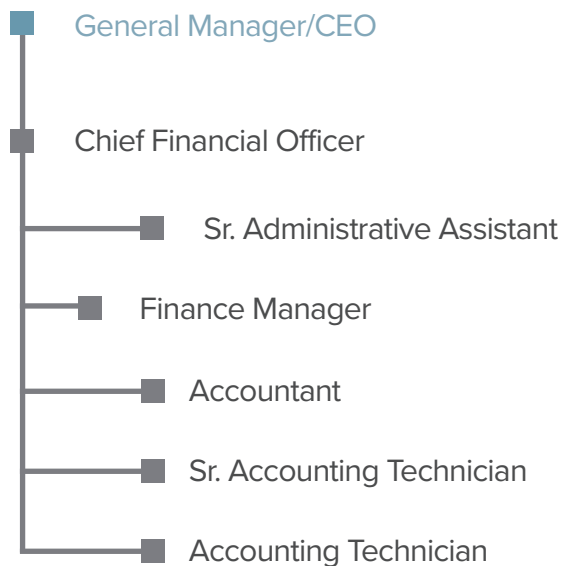 General Manager/CEO
Chief Financial Officer
Sr. Administrative Assistant
Finance Manager
Accountant
Sr. Accounting Technician
Accounting Technician